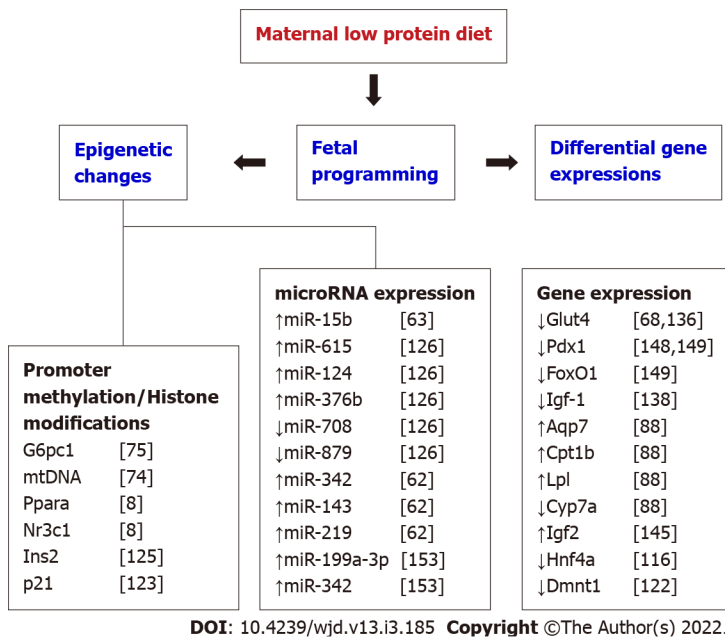 Maternal low protein diet
Epigenetic
changes
Fetal
programming
Differential gene
expressions
Promoter
methylation/Histone
modifications
G6pc1 [75]
mtDNA [74]
Ppara [8]
Nr3c1 [8]
Ins2 [125]
p21 [123]
microRNA expression
↑miR-15b [63]
↑miR-615 [126]
↑miR-124 [126]
↑miR-376b [126]
↓miR-708 [126]
↓miR-879 [126]
↑miR-342 [62]
↑miR-143 [62]
↑miR-219 [62]
↑miR-199a-3p [153]
↑miR-342 [153]
Gene expression
↓Glut4 [68,136]
↓Pdx1 [148,149]
↓FoxO1 [149]
↓Igf-1 [138]
↑Aqp7 [88]
↑Cpt1b [88]
↑Lpl [88]
↓Cyp7a [88]
↑Igf2 [145]
↓Hnf4a [116]
↓Dmnt1 [122]
DOI: 10.4239/wjd.v13.i3.185 Copyright ©The Author(s) 2022.